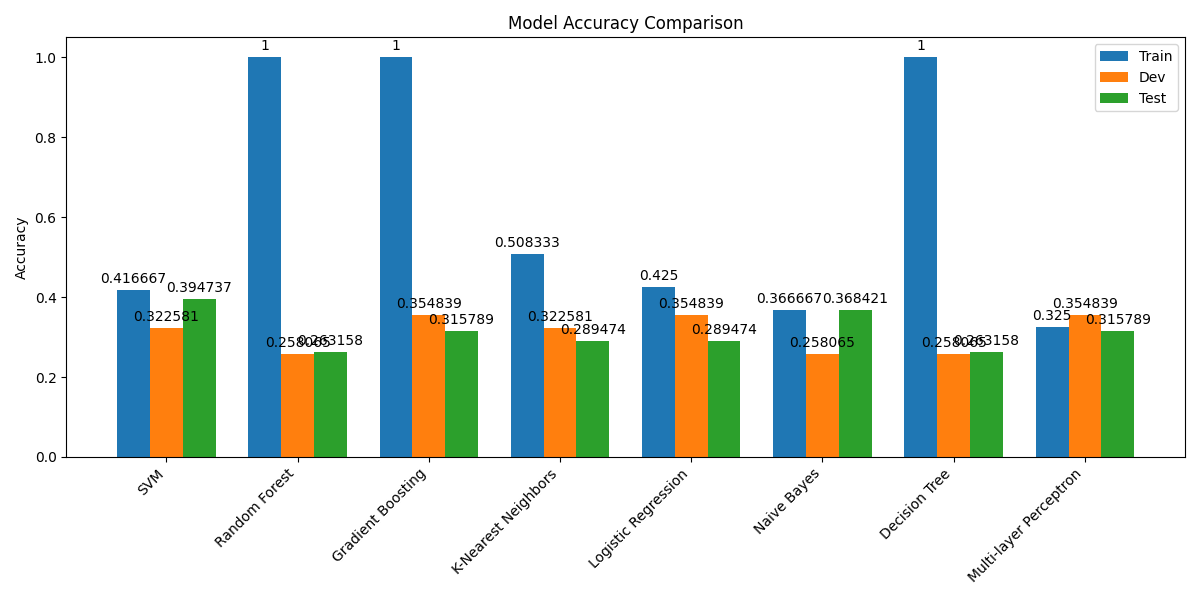 Model Accuracy Comparison
Accuracy
1.0
0.8
0.6
0.4
0.2
0.0
Train
Dev
Test
0.416667
0.322581
0.394737
1
0.258065
0.263158
1
0.354839
0.315789
0.508333
0.322581
0.289474
0.425
0.354839
0.289474
0.366667
0.258065
0.368421
1
0.258065
0.263158
0.325
0.354839
0.315789
SVM
Random Forest
Gradient Boosting
K-Nearest Neighbors
Logistic Regression
Naive Bayes
Decision Tree
Multi-layer Perceptron